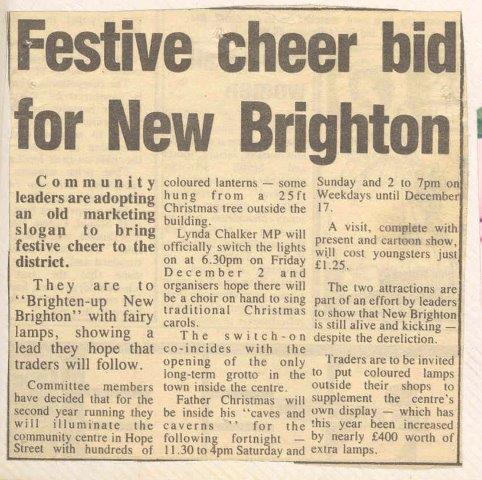 Festive cheer bid
for New Brighton
Community
leaders are adopting
an old marketing
slogan to bring
festive cheer to the
district.
They are to
"Brighten-up New
Brighton" with fairy
lamps, showing a
lead they hope that
traders will follow.
Committee members
have decided that for the
second year running they
will illuminate the
community centre in Hope
Street with hundreds of
coloured lanterns — some
hung from a 25ft
Christmas tree outside the
building.
Lynda Chalker MP will
officially switch the lights
on at 6.30pm on Friday
December 2 and
organisers hope there will
be a choir on hand to sing
traditional Christmas
carols.
The switch-on
co-incides with the
opening of the only
long-term grotto in the
town inside the centre.
Father Christmas will
be inside his "caves and
caverns" for the
following fortnight —
11.30 to 4pm Saturday and
Sunday and 2 to 7pm on
Weekdays until December
17.
A visit, complete with
present and cartoon show,
will cost youngsters just
£1.25.
The two attractions are
part of an effort by leaders
to show that New Brighton
is still alive and kicking —
despite the dereliction.
Traders are to be invited
to put coloured lamps
outside their shops to
supplement the centre's
own display — which has
this year been increased
by nearly £400 worth of
extra lamps.